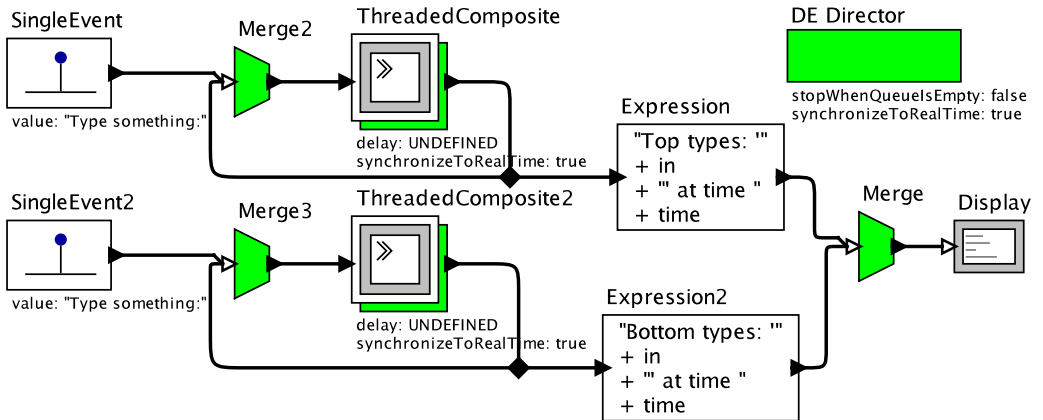 SingleEvent
Merge2
ThreadedComposite
DE Director
value: "Type something:"
delay: UNDEFINED
synchronizeToRealTime: true
stopWhenQueueIsEmpty: false
synchronizeToRealTime: true
Expression
"Top types: '"
+ in
+ "' at time "
+ time
SingleEvent2
Merge3
ThreadedComposite2
Merge
Display
value: "Type something:"
delay: UNDEFINED
synchronizeToRealTime: true
Expression2
"Bottom types: '"
+ in
+ "' at time "
+ time